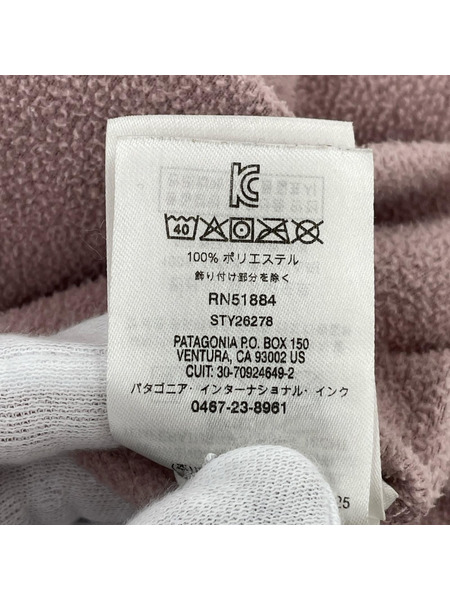 KC
40
100% ポリエステル
飾り付け部分を除く
RN51884
STY26278
PATAGONIA P.O. BOX 150
VENTURA, CA 93002 US
CUIT: 30-70924649-2
パタゴニア・インターナショナル・インク
0467-23-8961
25